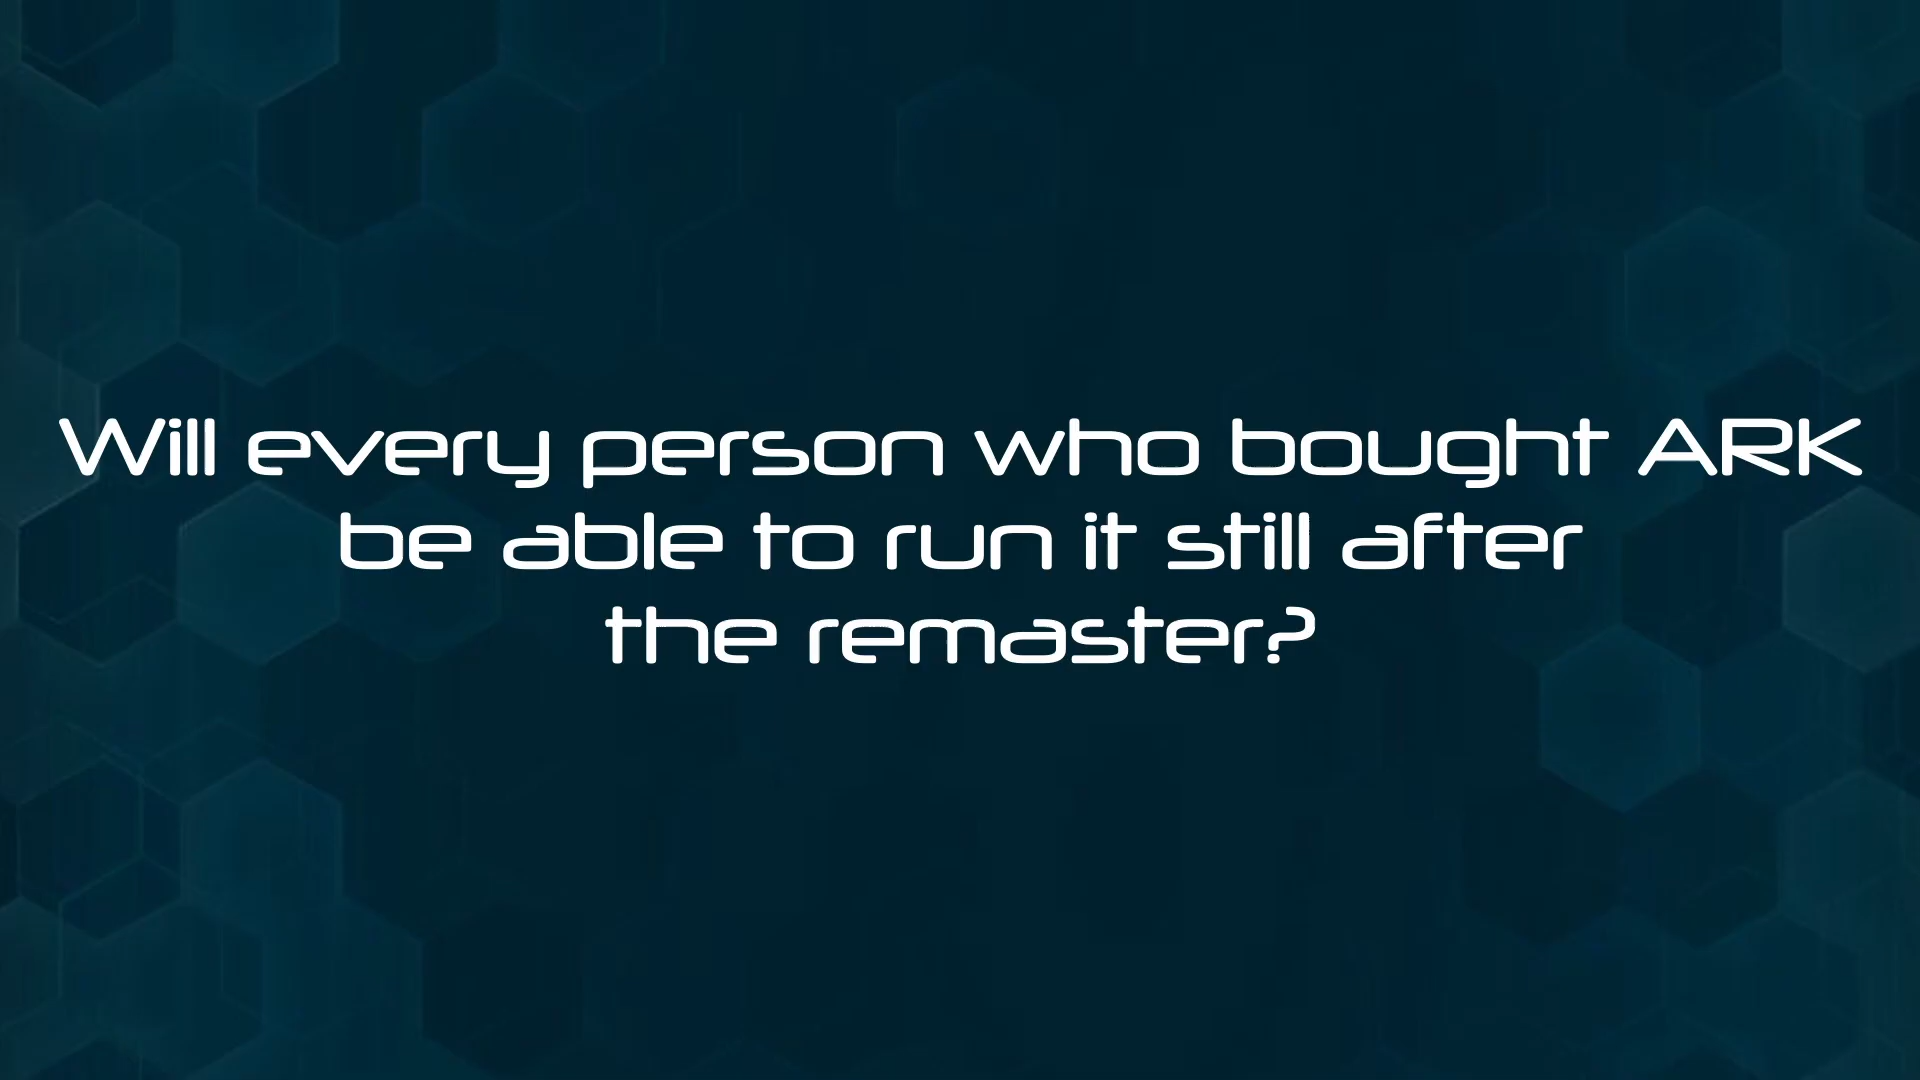 Will every person who bought ARK
be able to run it still after
the remaster?